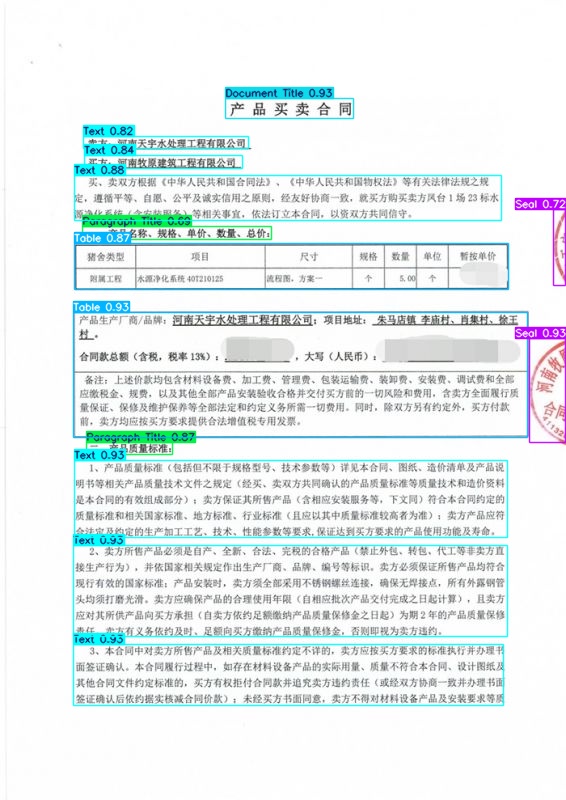 Document Title 0.93
产品买卖合同
Text 0.82
卖方：河南天宇水处理工程有限公司
Text 0.84
买方：河南牧原建筑工程有限公司
Text 0.88
买、卖双方根据《中华人民共和国合同法》、《中华人民共和国物权法》等有关法律法规之规
定，遵循平等、自愿、公平及诚实信用之原则，经友好协商一致，就买方购买卖方凤台1场23标水
源净化系统（含安装服务）等相关事宜，依法订立本合同，以资双方共同信守。
Seal 0.72
Paragraph Title 0.69
产品名称、规格、单价、数量、总价：
Table 0.87
猪舍类型 项目 尺寸 规格 数量 单位 暂按单价
附属工程 水源净化系统 40T210125 流程图，方案一 个 5.00 个
Table 0.93
产品生产厂商/品牌：河南天宇水处理工程有限公司；项目地址： 朱马店镇 李庙村、肖集村、徐王
村 。
Seal 0.93
合同款总额（含税，税率13%）： ，大写（人民币）：
备注：上述价款均包含材料设备费、加工费、管理费、包装运输费、装卸费、安装费、调试费和全部
应缴税金、规费，以及其他全部产品安装验收合格并交付买方前的一切风险和费用，含卖方全面履行质
量保证、保修及维护保养等全部法定和约定义务所需一切费用。同时，除双方另有约定外，买方付款
前，卖方均应按买方要求提供合法增值税专用发票。
Paragraph Title 0.87
二、产品质量标准：
Text 0.93
1、产品质量标准（包括但不限于规格型号、技术参数等）详见本合同、图纸、造价清单及产品说
明书等相关产品质量技术文件之规定（经买、卖双方共同确认的产品质量标准等质量技术和造价资料
是本合同的有效组成部分）；卖方保证其所售产品（含相应安装服务等，下文同）符合本合同约定的
质量标准和相关国家标准、地方标准、行业标准（且应以其中质量标准较高者为准）；卖方产品应符
合法定及约定的生产加工工艺、技术、性能参数等要求,保证达到买方要求的产品使用功能及寿命。
Text 0.95
2、卖方所售产品必须是自产、全新、合法、完税的合格产品（禁止外包、转包、代工等非卖方直
接生产行为），并依国家相关规定作出生产厂商、品牌、编号等标识。卖方必须保证所售产品均符合
现行有效的国家标准；产品安装时，卖方须全部采用不锈钢螺丝连接，确保无焊接点，所有外露钢管
头均须打磨光滑。卖方应确保产品的合理使用年限（自相应批次产品交付完成之日起计算），且卖方
应对其所供产品向买方承担（自卖方依约足额缴纳产品质量保修金之日起）为期2年的产品质量保修
责任，卖方有义务依约及时、足额向买方缴纳产品质量保修金，否则即视为卖方违约。
Text 0.93
3、本合同中对卖方所售产品及相关质量标准约定不详的，卖方应按买方要求的标准执行并办理书
面签证确认。本合同履行过程中，如存在材料设备产品的实际用量、质量不符合本合同、设计图纸及
其他合同文件约定标准的，买方有权拒付合同款并追究卖方违约责任（或经双方协商一致并办理书面
签证确认后依约据实核减合同价款）；未经买方书面同意，卖方不得对材料设备产品及安装要求等质